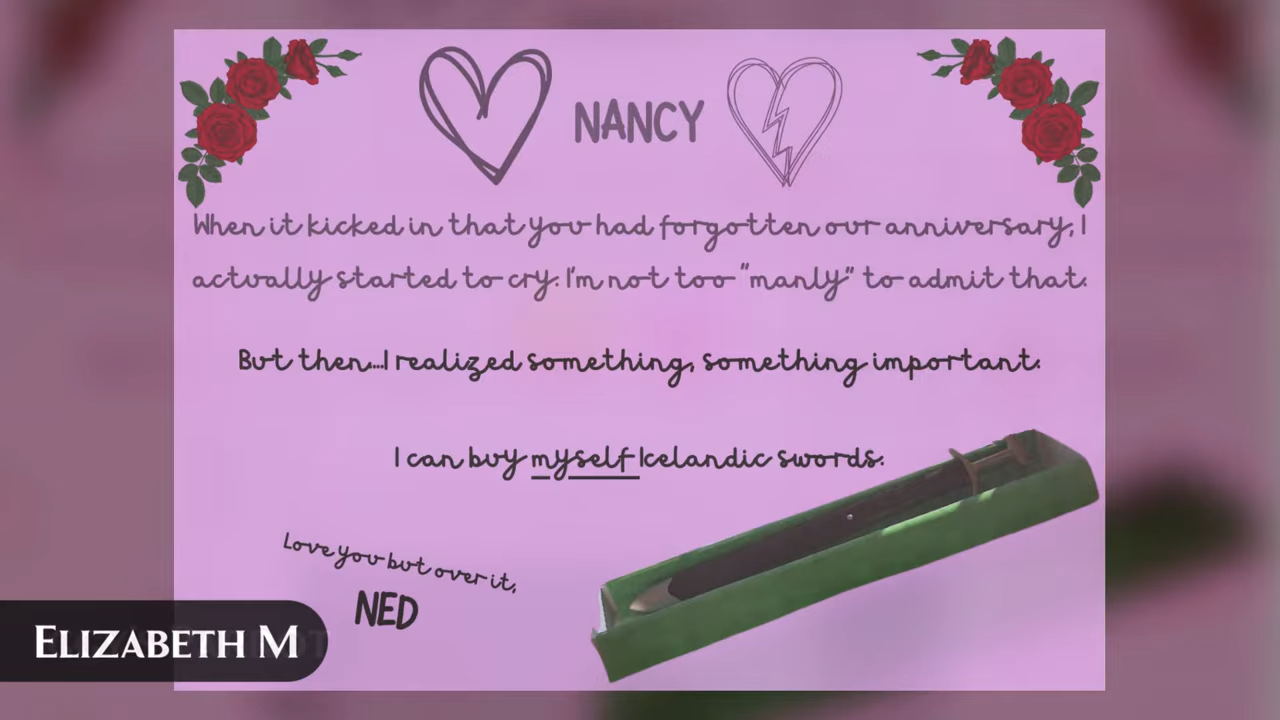 NANCY
When it kicked in that you had forgotten our anniversary, I
actually started to cry. I'm not too "manly" to admit that.
But then...I realized something, something important.
I can buy myself Icelandic swords.
Love you but over it,
NED
ELIZABETH M